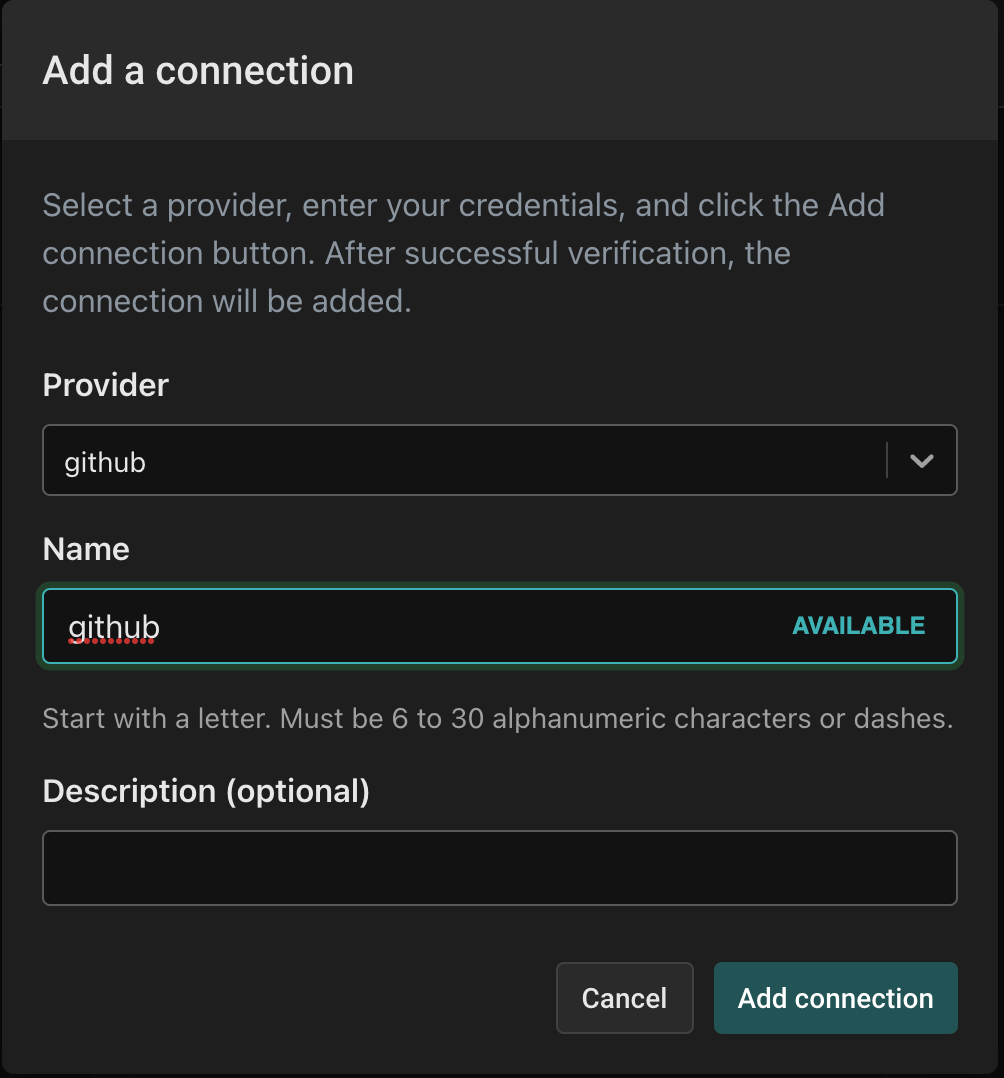 Add a connection
Select a provider, enter your credentials, and click the Add
connection button. After successful verification, the
connection will be added.
Provider
github
Name
github AVAILABLE
Start with a letter. Must be 6 to 30 alphanumeric characters or dashes.
Description (optional)
Cancel Add connection